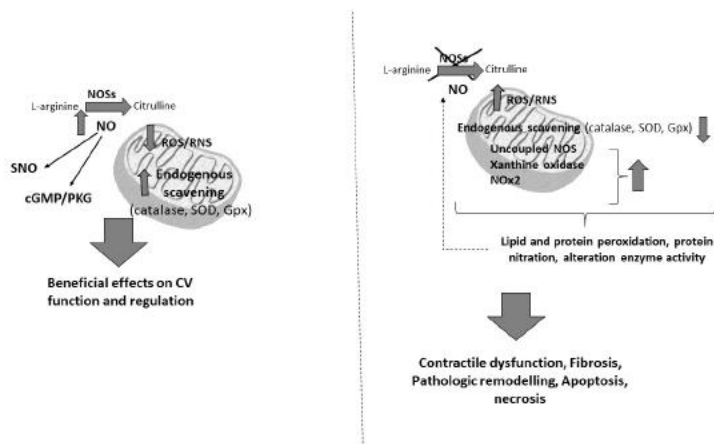 NOSs
L-arginine
Citrulline
NO
SNO
cGMP/PKG
ROS/RNS
Endogenous
scavenging
(catalase, SOD, Gpx)
Beneficial effects on CV
function and regulation
NOSs
L-arginine
Citrulline
NO
ROS/RNS
Endogenous scavenging (catalase, SOD, Gpx)
Uncoupled NOS
Xanthine oxidase
NOx2
Lipid and protein peroxidation, protein
nitration, alteration enzyme activity
Contractile dysfunction, Fibrosis,
Pathologic remodelling, Apoptosis,
necrosis